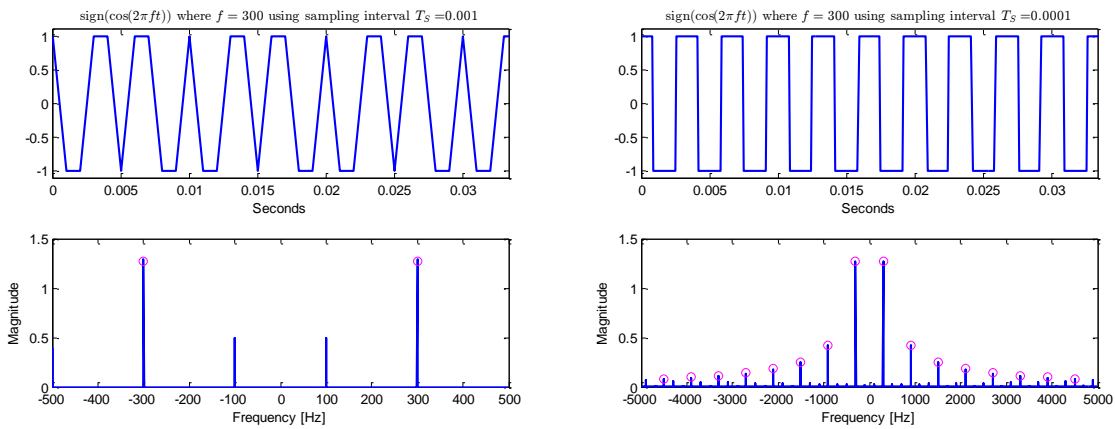 sign(cos(2πft)) where f = 300 using sampling interval T_S =0.001
1
0.5
0
-0.5
-1
0 0.005 0.01 0.015 0.02 0.025 0.03
Seconds
1.5
1
0.5
0
Magnitude
-500 -400 -300 -200 -100 0 100 200 300 400 500
Frequency [Hz]
sign(cos(2πft)) where f = 300 using sampling interval T_S =0.0001
1
0.5
0
-0.5
-1
0 0.005 0.01 0.015 0.02 0.025 0.03
Seconds
1.5
1
0.5
0
Magnitude
-5000 -4000 -3000 -2000 -1000 0 1000 2000 3000 4000 5000
Frequency [Hz]